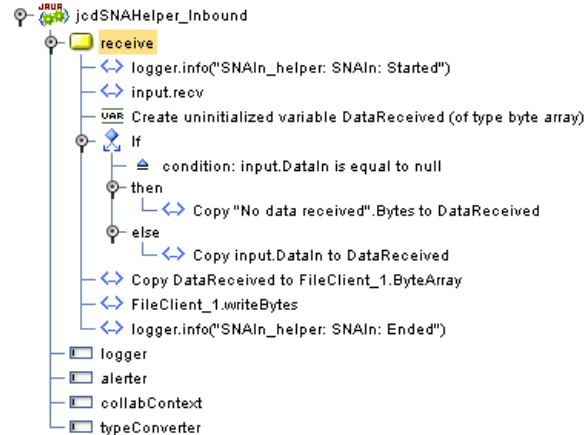 JAVA
jcdSNAHelper_Inbound
receive
logger.info("SNAIn_helper: SNAIn: Started")
input.recv
VAR Create uninitialized variable DataReceived (of type byte array)
If
condition: input.DataIn is equal to null
then
Copy "No data received".Bytes to DataReceived
else
Copy input.DataIn to DataReceived
Copy DataReceived to FileClient_1.ByteArray
FileClient_1.writeBytes
logger.info("SNAIn_helper: SNAIn: Ended")
logger
alerter
collabContext
typeConverter